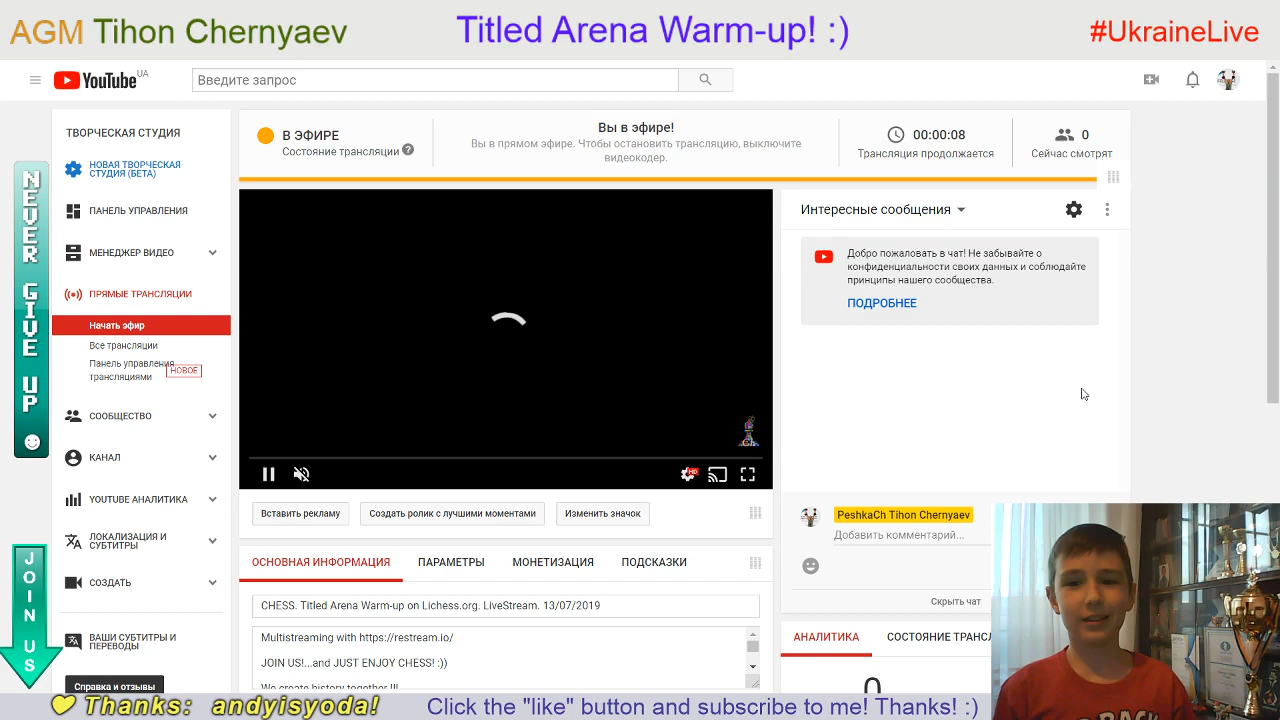 AGM Tihon Chernyaev
Titled Arena Warm-up! :)
#UkraineLive
YouTube UA
Введите запрос
NEVER GIVE UP
JOIN US
ТВОРЧЕСКАЯ СТУДИЯ
НОВАЯ ТВОРЧЕСКАЯ
СТУДИЯ (БЕТА)
ПАНЕЛЬ УПРАВЛЕНИЯ
МЕНЕДЖЕР ВИДЕО
ПРЯМЫЕ ТРАНСЛЯЦИИ
Начать эфир
Все трансляции
Панель управления
трансляциями
НОВОЕ
СООБЩЕСТВО
КАНАЛ
YOUTUBE АНАЛИТИКА
ЛОКАЛИЗАЦИЯ И
СУБТИТРЫ
СОЗДАТЬ
ВАШИ СУБТИТРЫ И
ПЕРЕВОДЫ
Справка и отзывы
В ЭФИРЕ
Состояние трансляции ?
Вы в эфире!
Вы в прямом эфире. Чтобы остановить трансляцию, выключите
видеокодер.
00:00:08
Трансляция продолжается
0
Сейчас смотрят
HD
Вставить рекламу
Создать ролик с лучшими моментами
Изменить значок
ОСНОВНАЯ ИНФОРМАЦИЯ
ПАРАМЕТРЫ
МОНЕТИЗАЦИЯ
ПОДСКАЗКИ
CHESS. Titled Arena Warm-up on Lichess.org. LiveStream. 13/07/2019
Multistreaming with https://restream.io/
JOIN US!...and JUST ENJOY CHESS! :))
We create history together !!!
Интересные сообщения
Добро пожаловать в чат! Не забывайте о
конфиденциальности своих данных и соблюдайте
принципы нашего сообщества.
ПОДРОБНЕЕ
PeshkaCh Tihon Chernyaev
Добавить комментарий...
Скрыть чат
АНАЛИТИКА
СОСТОЯНИЕ ТРАНСЛ
0
Thanks: andyisyoda!
Click the "like" button and subscribe to me! Thanks! :)